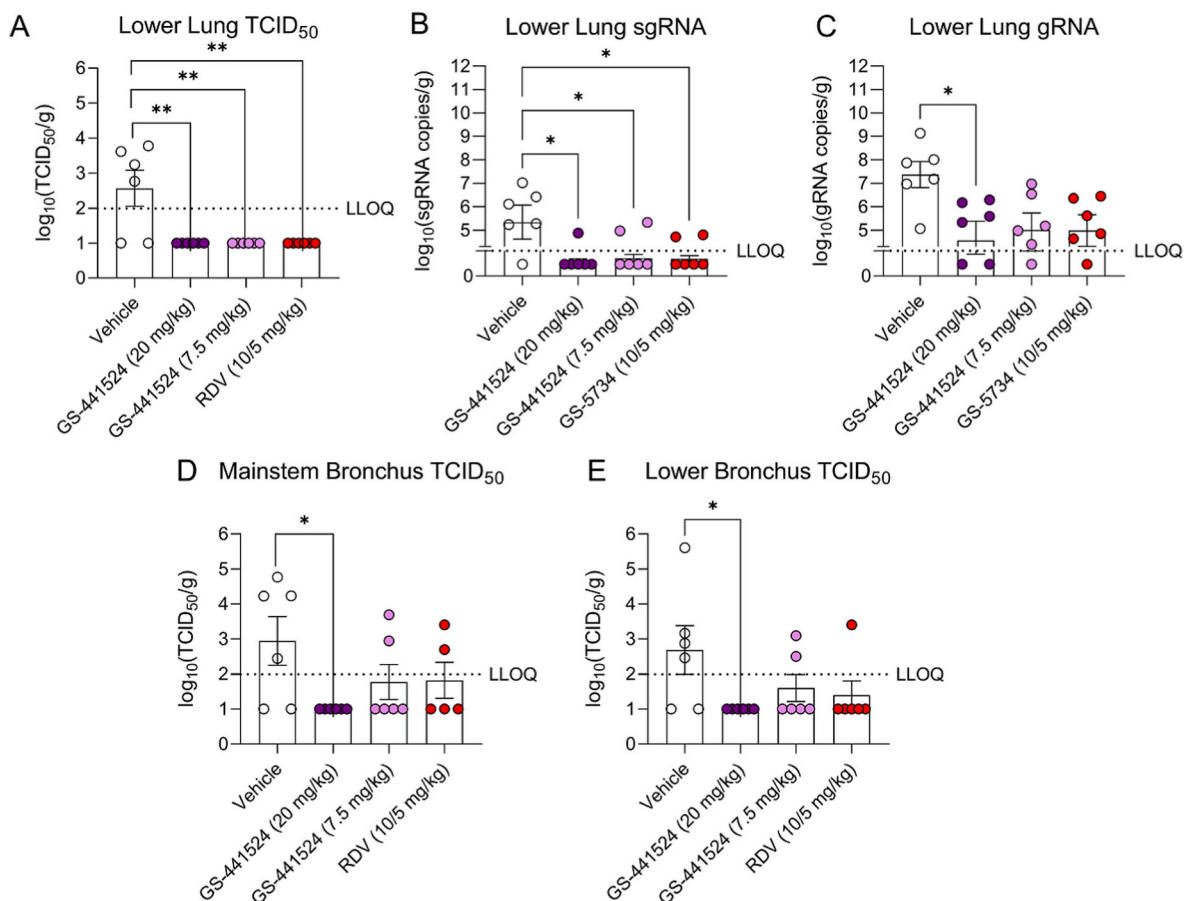 A
Lower Lung TCID50
log10(TCID50/g)
6
5
4
3
2
1
0
**
**
**
LLOQ
Vehicle
GS-441524 (20 mg/kg)
GS-441524 (7.5 mg/kg)
RDV (10/5 mg/kg)
B
Lower Lung sgRNA
log10(sgRNA copies/g)
12
11
10
9
8
7
6
5
0
*
*
*
Vehicle
GS-441524 (20 mg/kg)
GS-441524 (7.5 mg/kg)
GS-5734 (10/5 mg/kg)
C
Lower Lung gRNA
log10(gRNA copies/g)
12
11
10
9
8
7
6
5
0
*
LLOQ
Vehicle
GS-441524 (20 mg/kg)
GS-441524 (7.5 mg/kg)
GS-5734 (10/5 mg/kg)
D
Mainstem Bronchus TCID50
log10(TCID50/g)
6
5
4
3
2
1
0
*
LLOQ
Vehicle
GS-441524 (20 mg/kg)
GS-441524 (7.5 mg/kg)
RDV (10/5 mg/kg)
E
Lower Bronchus TCID50
log10(TCID50/g)
6
5
4
3
2
1
0
*
LLOQ
Vehicle
GS-441524 (20 mg/kg)
GS-441524 (7.5 mg/kg)
RDV (10/5 mg/kg)